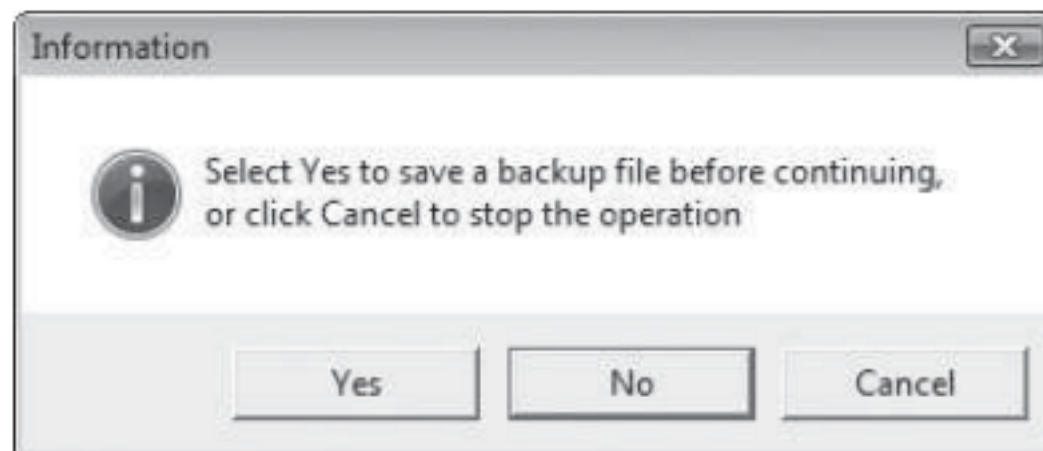 Information
Select Yes to save a backup file before continuing,
or click Cancel to stop the operation
Yes No Cancel